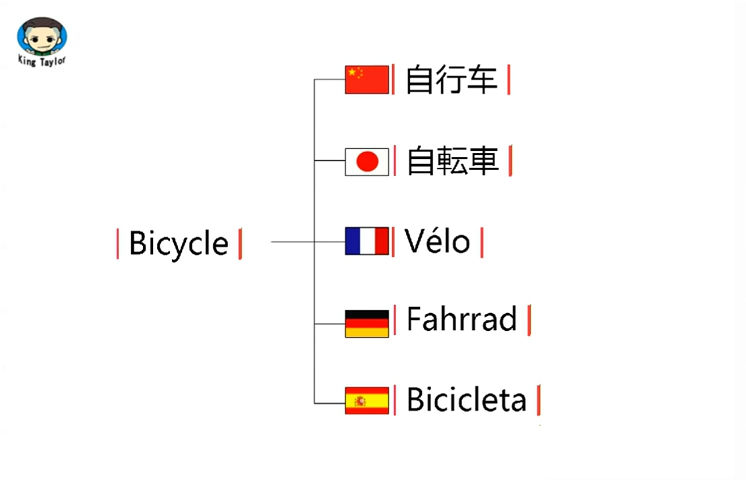 King Taylor
自行车
自転車
Bicycle
Vélo
Fahrrad
Bicicleta